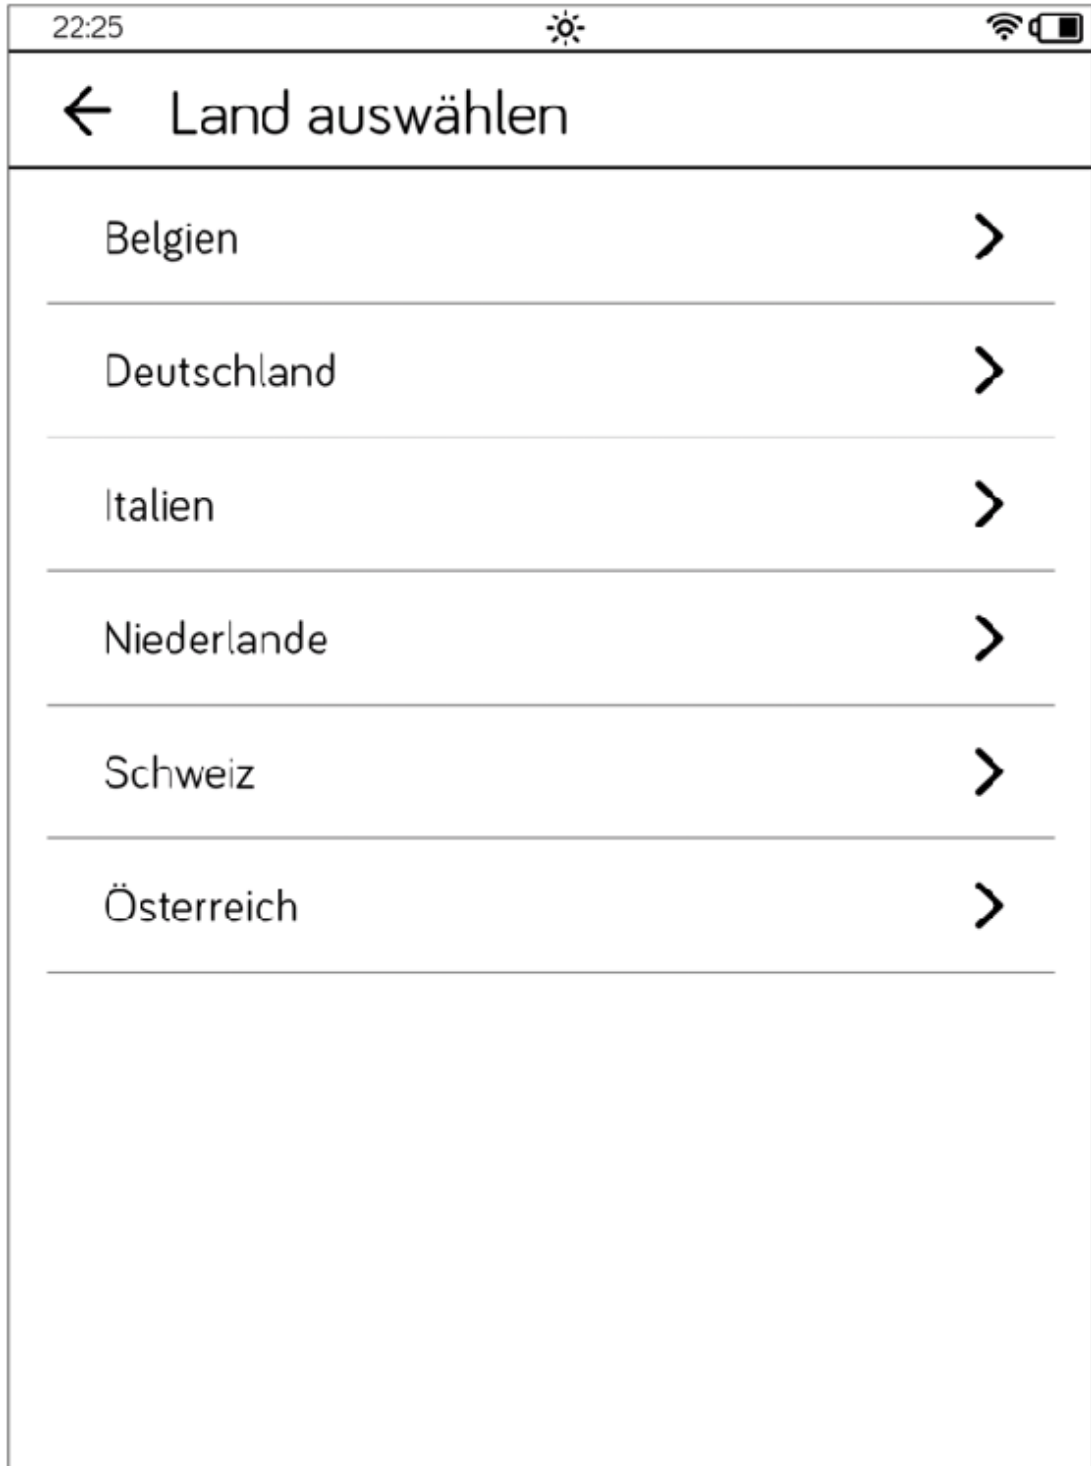 22:25
Land auswählen
Belgien
Deutschland
Italien
Niederlande
Schweiz
Österreich